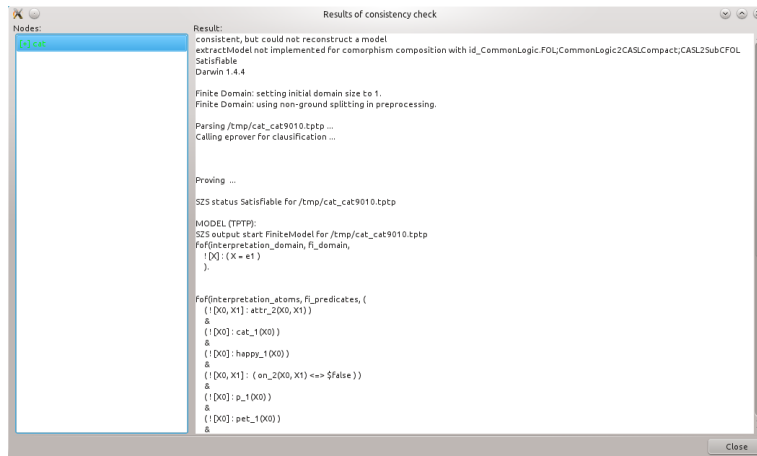 Results of consistency check
Nodes:
Result:
[+] cat
consistent, but could not reconstruct a model
extractModel not implemented for comorphism composition with id_CommonLogic.FOL;CommonLogic2CASLCompact;CASL2SubCFOL
Satisfiable
Darwin 1.4.4
Finite Domain: setting initial domain size to 1.
Finite Domain: using non-ground splitting in preprocessing.
Parsing /tmp/cat_cat9010.tptp ...
Calling eprover for clausification ...
Proving ...
SZS status Satisfiable for /tmp/cat_cat9010.tptp
MODEL (TPTP):
SZS output start FiniteModel for /tmp/cat_cat9010.tptp
fof(interpretation_domain, fi_domain,
! [X] : ( X = e1 )
).
fof(interpretation_atoms, fi_predicates, (
( ! [X0, X1] : attr_2(X0, X1) )
&
( ! [X0] : cat_1(X0) )
&
( ! [X0] : happy_1(X0) )
&
( ! [X0, X1] : ( on_2(X0, X1) <=> $false ) )
&
( ! [X0] : p_1(X0) )
&
( ! [X0] : pet_1(X0) )
&
Close